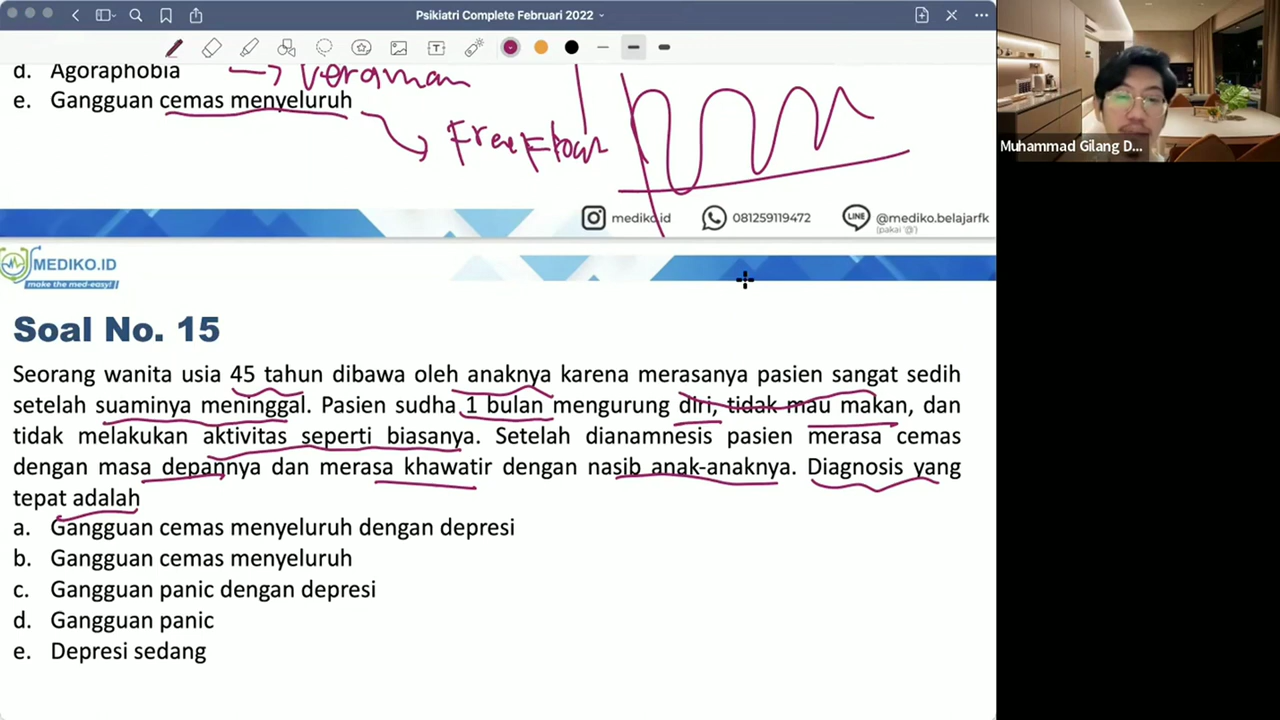 Psikiatri Complete Februari 2022
d. Agoraphobia → Keramaian
e. Gangguan cemas menyeluruh
Free Float
mediko.id 081259119472 LINE @mediko.belajarfk
(pakai '@')
MEDIKO.ID
make the med-easy!
Soal No. 15
Seorang wanita usia 45 tahun dibawa oleh anaknya karena merasanya pasien sangat sedih
setelah suaminya meninggal. Pasien sudha 1 bulan mengurung diri, tidak mau makan, dan
tidak melakukan aktivitas seperti biasanya. Setelah dianamnesis pasien merasa cemas
dengan masa depannya dan merasa khawatir dengan nasib anak-anaknya. Diagnosis yang
tepat adalah
a. Gangguan cemas menyeluruh dengan depresi
b. Gangguan cemas menyeluruh
c. Gangguan panic dengan depresi
d. Gangguan panic
e. Depresi sedang
Muhammad Gilang D...